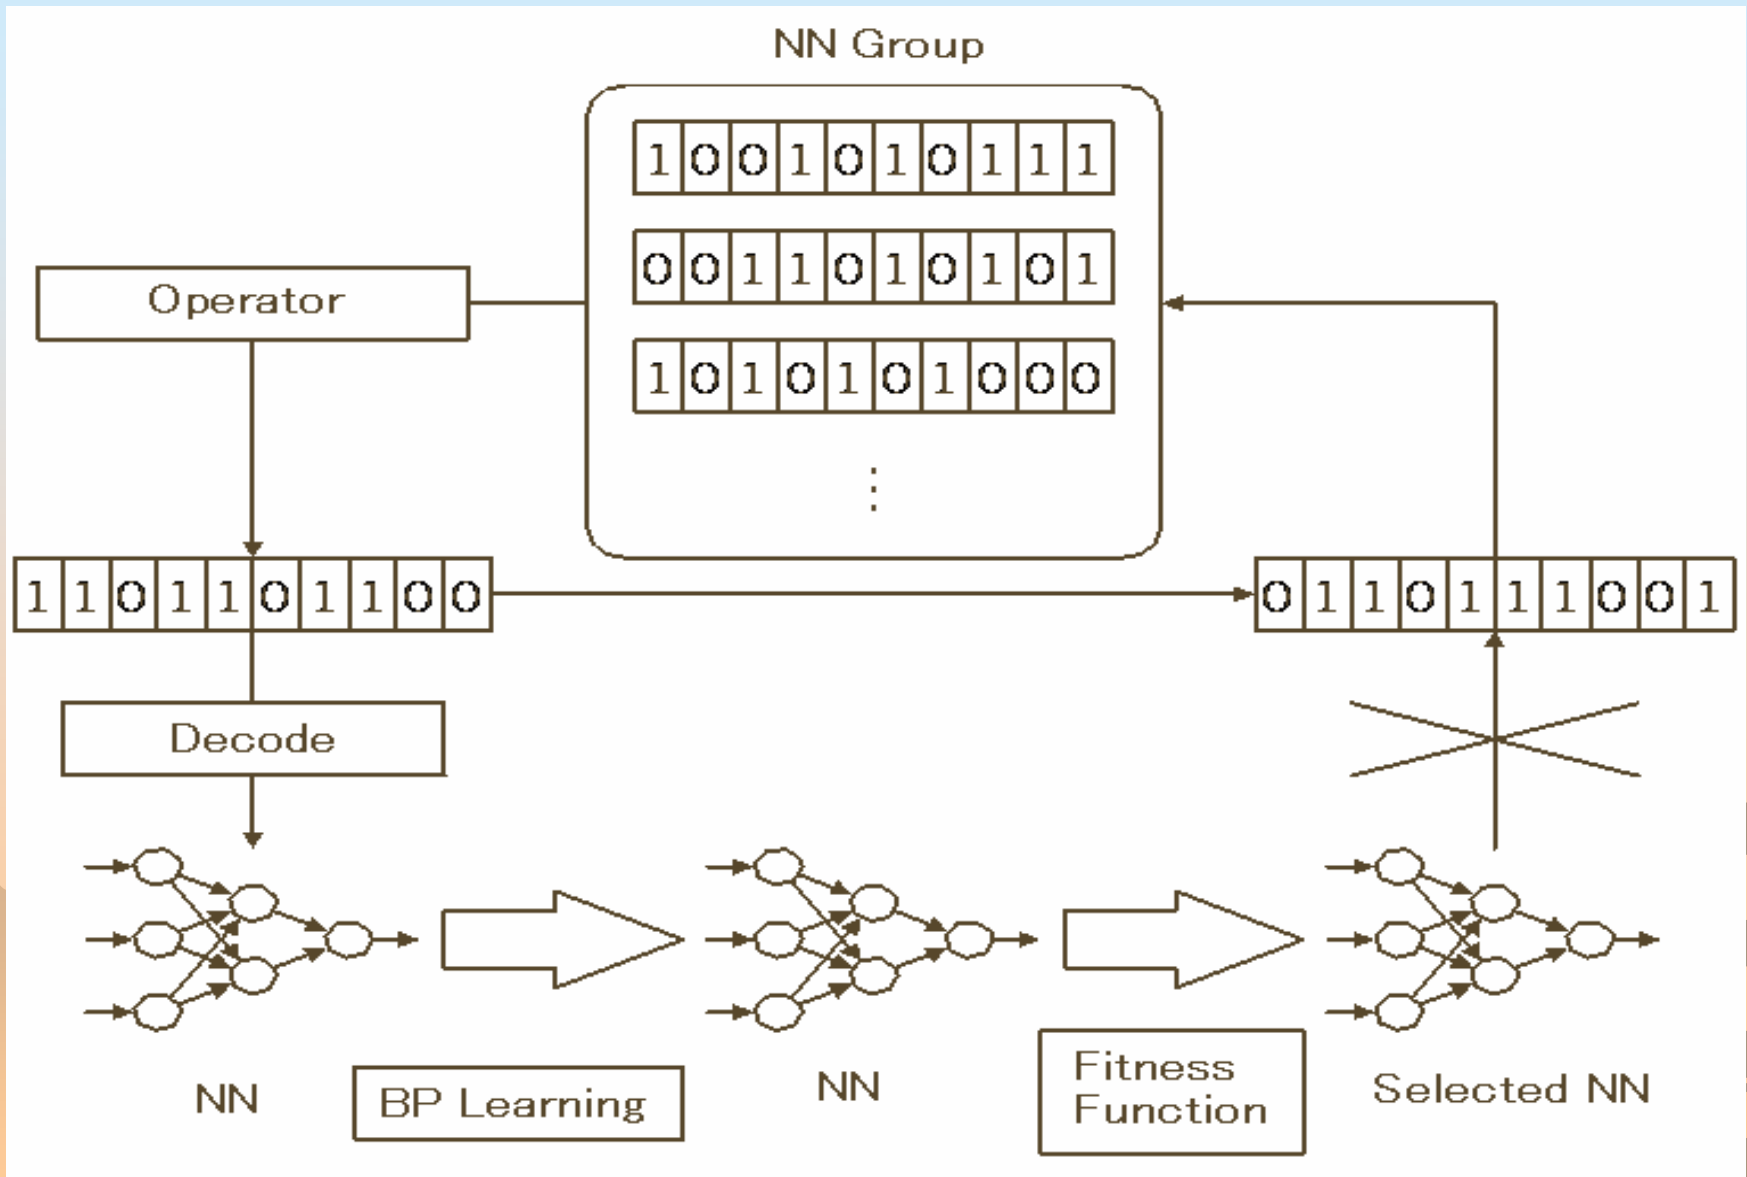 NN Group
1 0 0 1 0 1 0 1 1 1
0 0 1 1 0 1 0 1 0 1
Operator
1 0 1 0 1 0 1 0 0 0
1 1 0 1 1 0 1 1 0 0
0 1 1 0 1 1 1 0 0 1
Decode
NN
BP Learning
NN
Fitness
Function
Selected NN